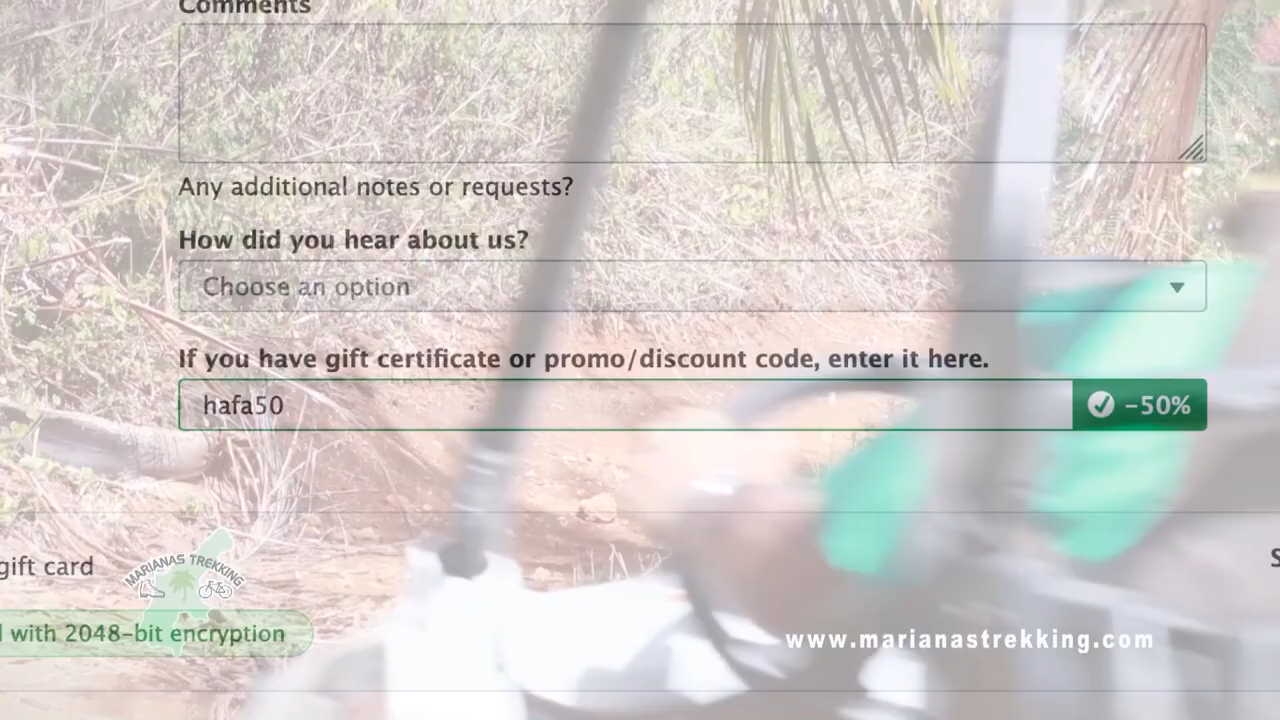 Comments
Any additional notes or requests?
How did you hear about us?
Choose an option
If you have gift certificate or promo/discount code, enter it here.
hafa50
-50%
gift card
MARIANAS TREKKING
with 2048-bit encryption
www.marianastrekking.com